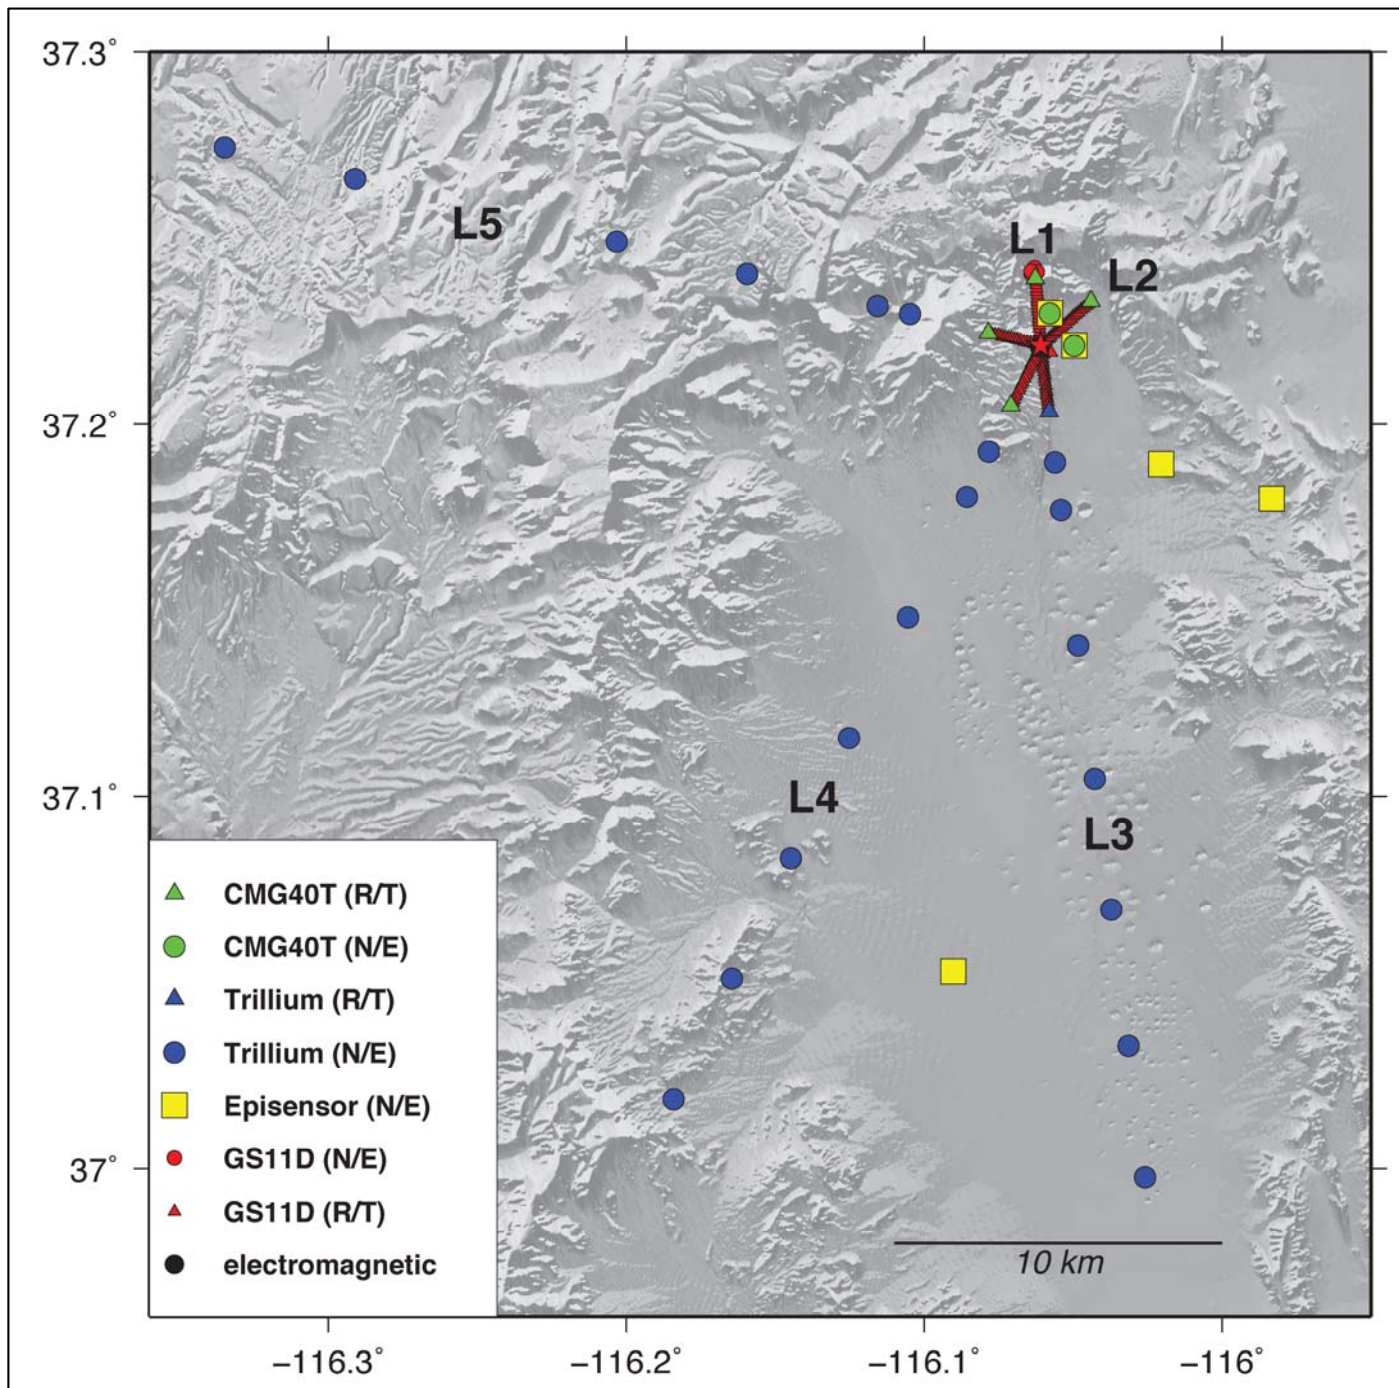 37.3°
L5
L1
L2
37.2°
37.1°
L4
L3
CMG40T (R/T)
CMG40T (N/E)
Trillium (R/T)
Trillium (N/E)
Episensor (N/E)
GS11D (N/E)
GS11D (R/T)
electromagnetic
37°
10 km
−116.3° −116.2° −116.1° −116°